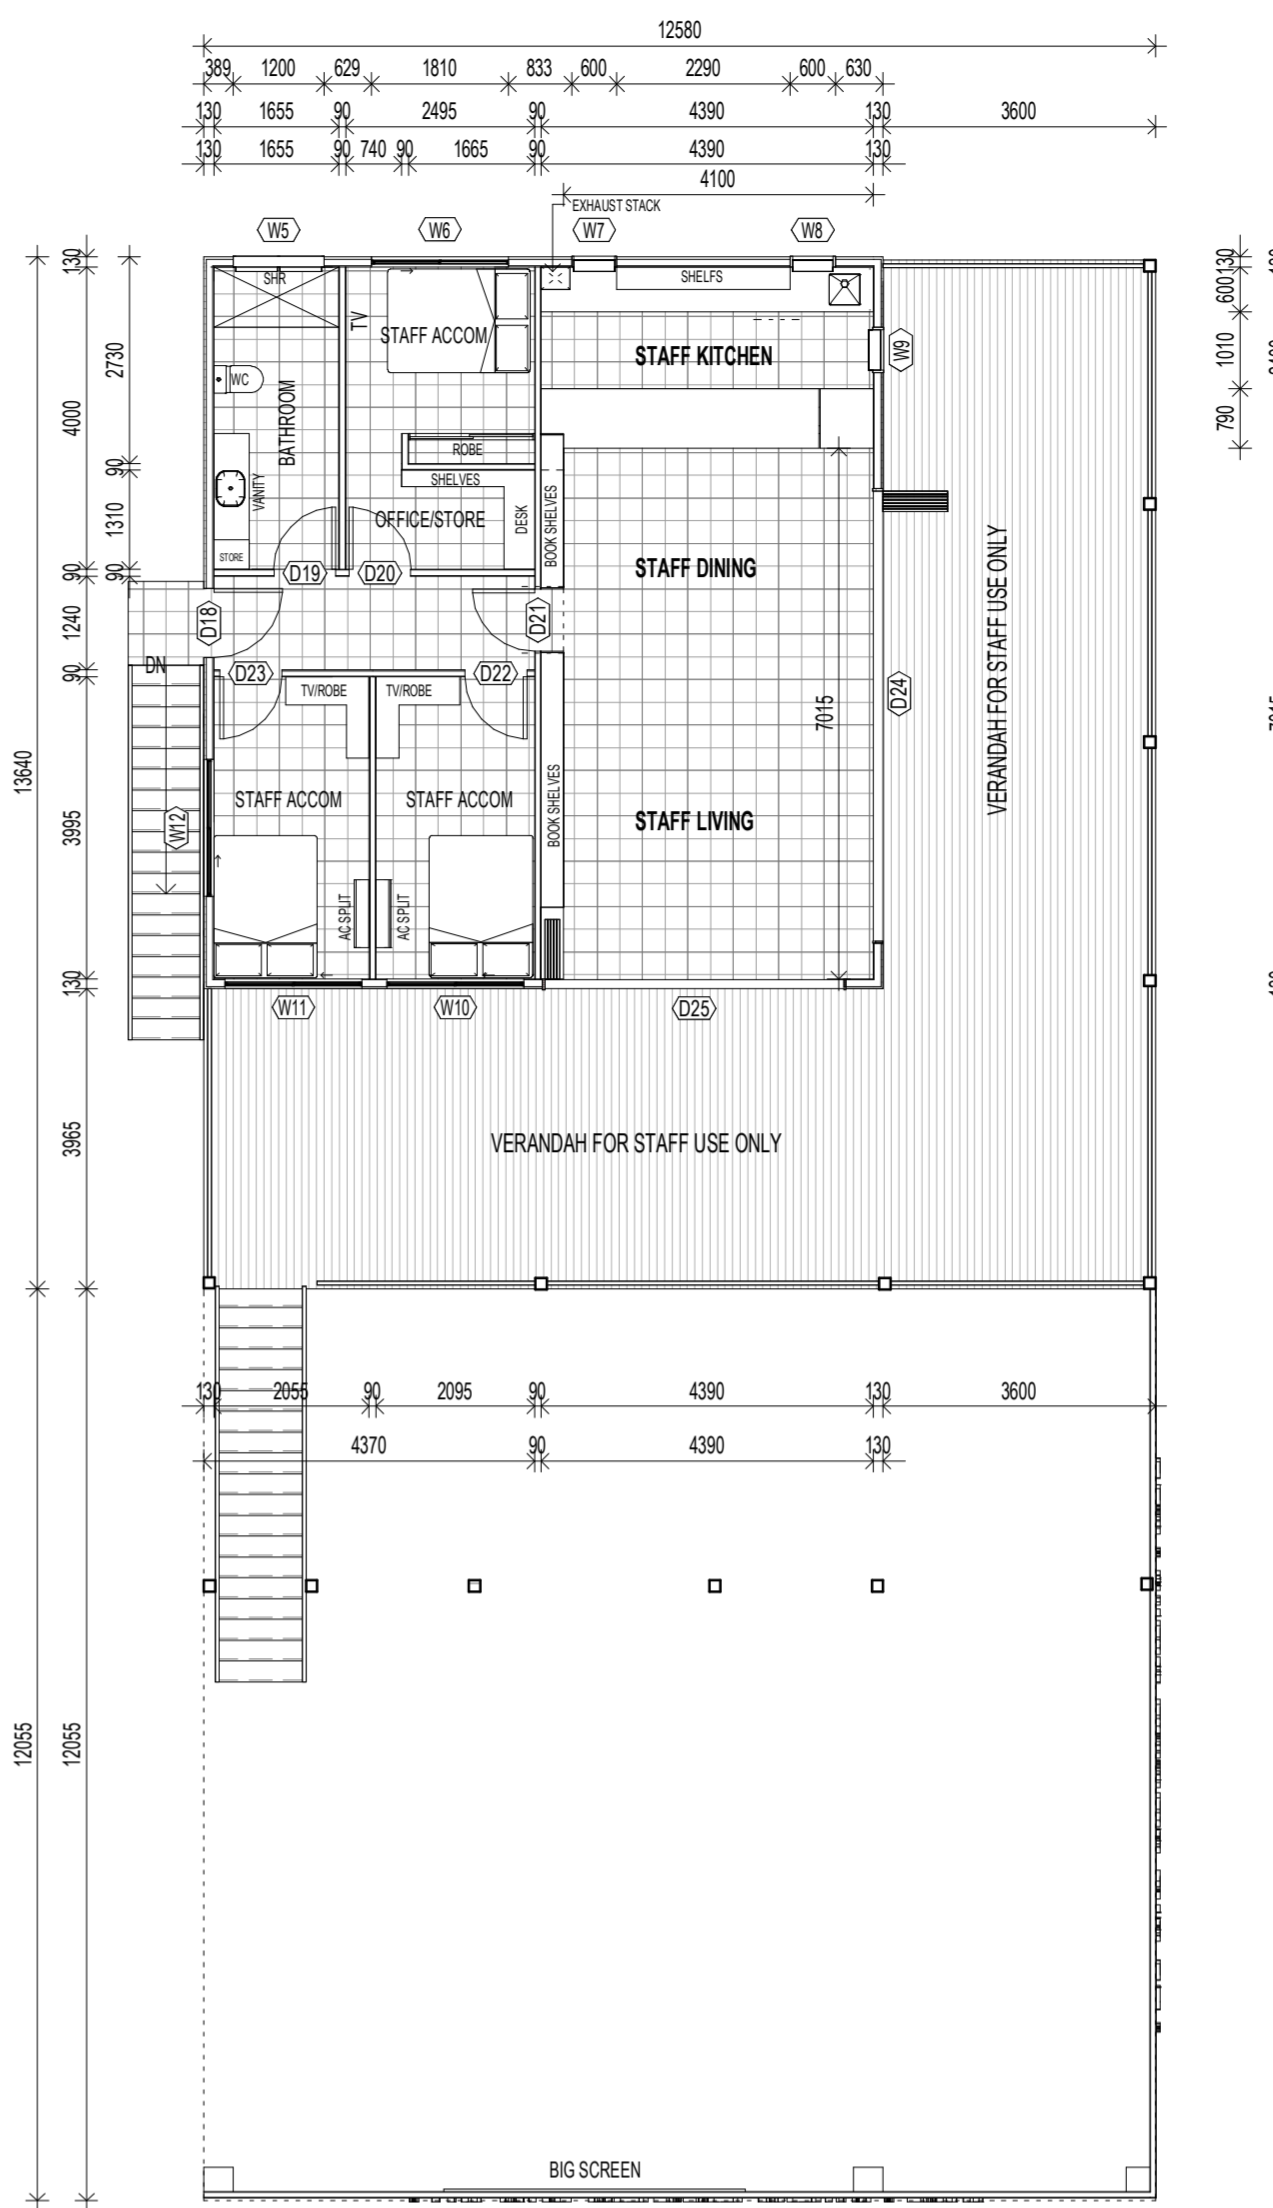 12580
389 1200 629 1810 833 600 2290 600 630
130 1655 90 2495 90 4390 130 3600
130 1655 90 740 90 1665 90 4390 130
4100
EXHAUST STACK
W5 W6 W7 W8
SHR
SHELFS
TV
STAFF ACCOM
STAFF KITCHEN
W9
WC
BATHROOM
ROBE
SHELVES
VANITY
OFFICE/STORE
DESK
BOOK SHELVES
STORE
STAFF DINING
D19 D20
D18
D21
DN
D23
D22
TV/ROBE TV/ROBE
D24
7015
VERANDAH FOR STAFF USE ONLY
W12
STAFF ACCOM STAFF ACCOM
BOOK SHELVES
STAFF LIVING
AC SPLIT AC SPLIT
W11 W10 D25
VERANDAH FOR STAFF USE ONLY
130 2730 90 1310 90
130 4000 90 1240 90 3995 130 3965 12055
13640 12055
130 600 1010 790
130 2055 90 2095 90 4390 130 3600
4370 90 4390 130
BIG SCREEN